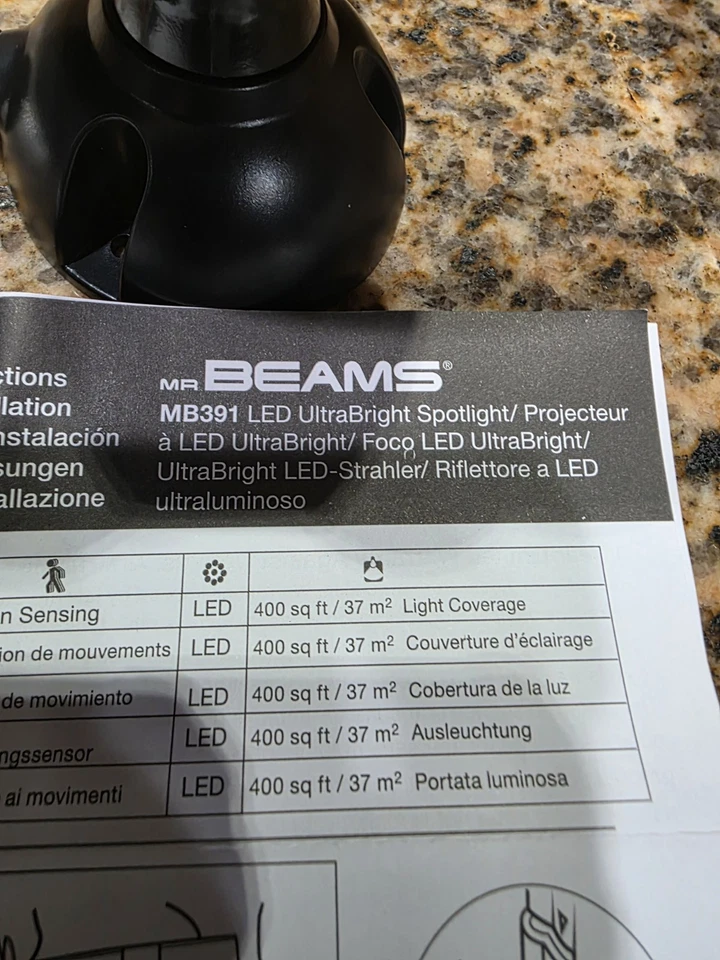 ctions
llation
nstalación
sungen
allazione
MR BEAMS®
MB391 LED UltraBright Spotlight/ Projecteur
à LED UltraBright/ Foco LED UltraBright/
UltraBright LED-Strahler/ Riflettore a LED
ultraluminoso
n Sensing LED 400 sq ft / 37 m² Light Coverage
ion de mouvements LED 400 sq ft / 37 m² Couverture d'éclairage
de movimiento LED 400 sq ft / 37 m² Cobertura de la luz
ngssensor LED 400 sq ft / 37 m² Ausleuchtung
ai movimenti LED 400 sq ft / 37 m² Portata luminosa